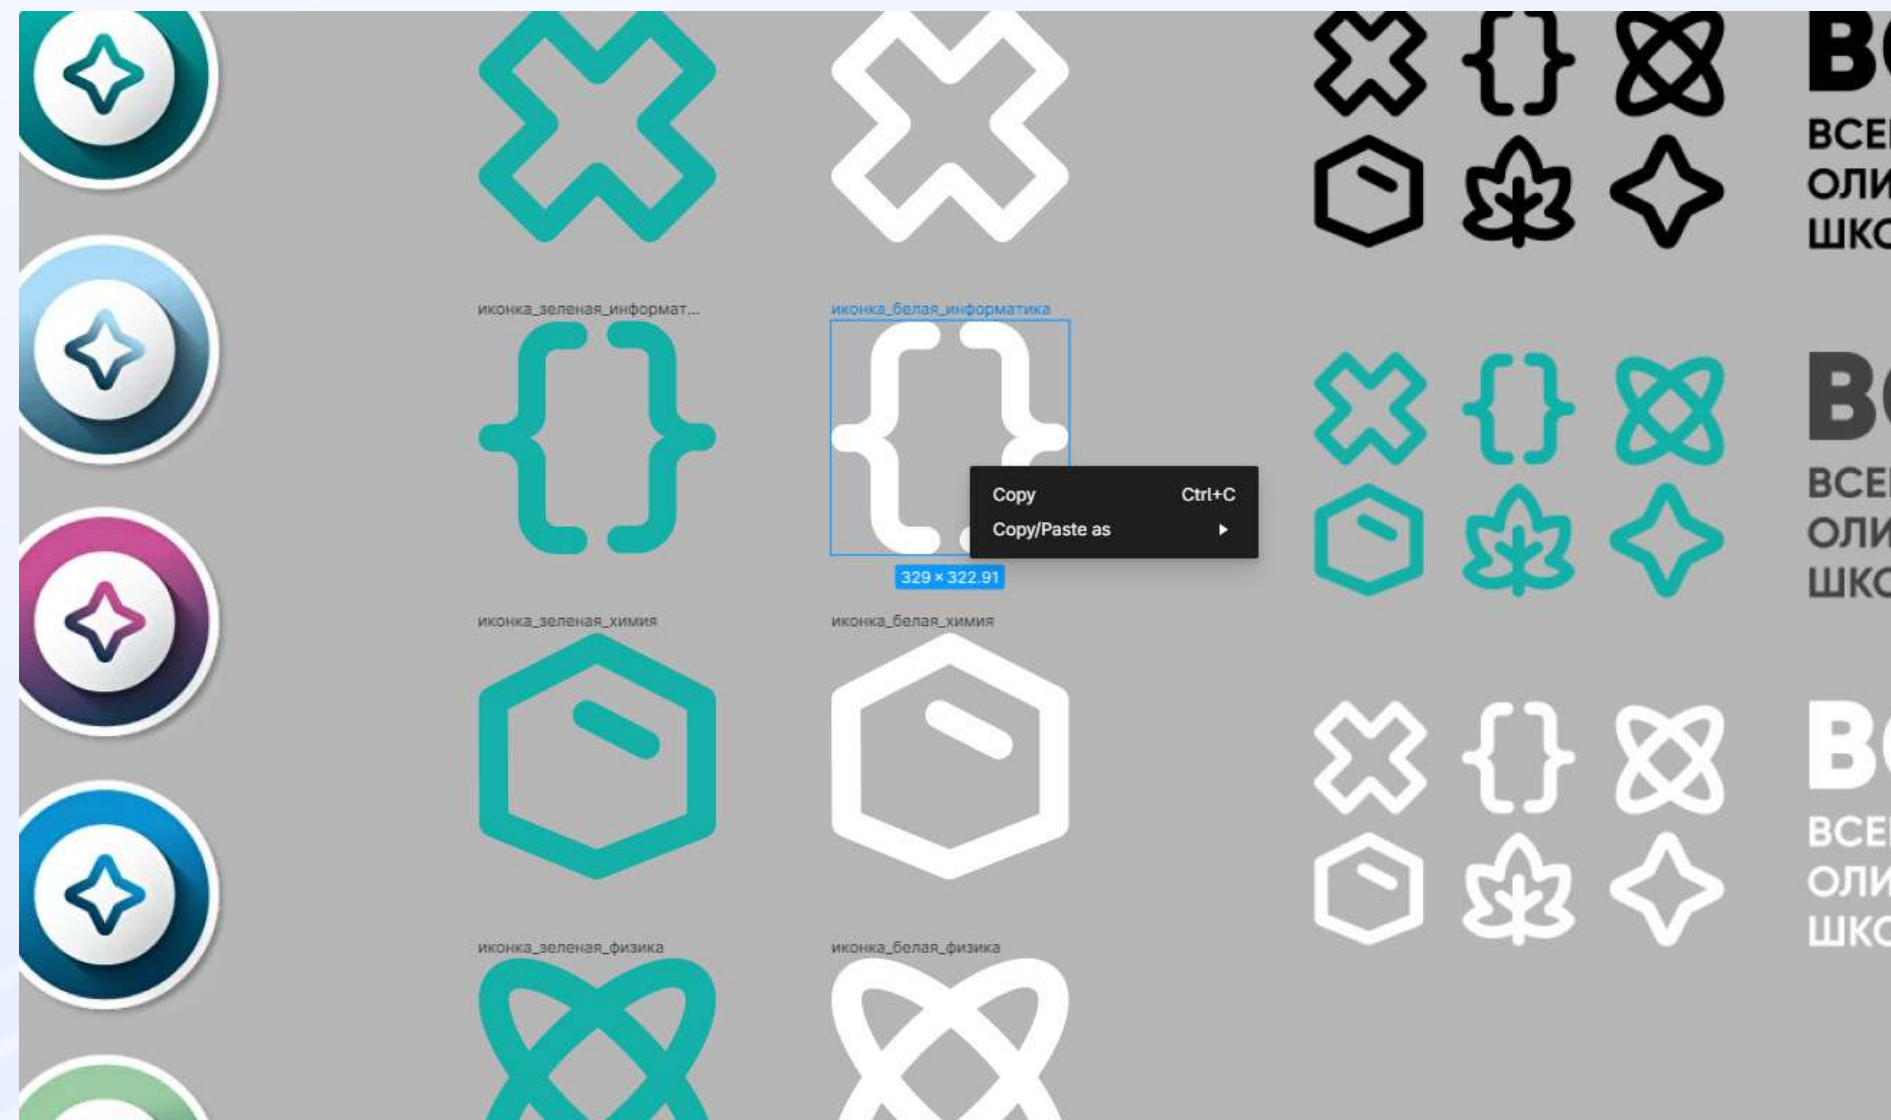 ВСЕ
ОЛИ
ШКО
иконка_зеленая_информат...
иконка_белая_информатика
Copy Ctrl+C
Copy/Paste as
329 × 322.91
ВСЕ
ОЛИ
ШКО
иконка_зеленая_химия
иконка_белая_химия
ВСЕ
ОЛИ
ШКО
иконка_зеленая_физика
иконка_белая_физика